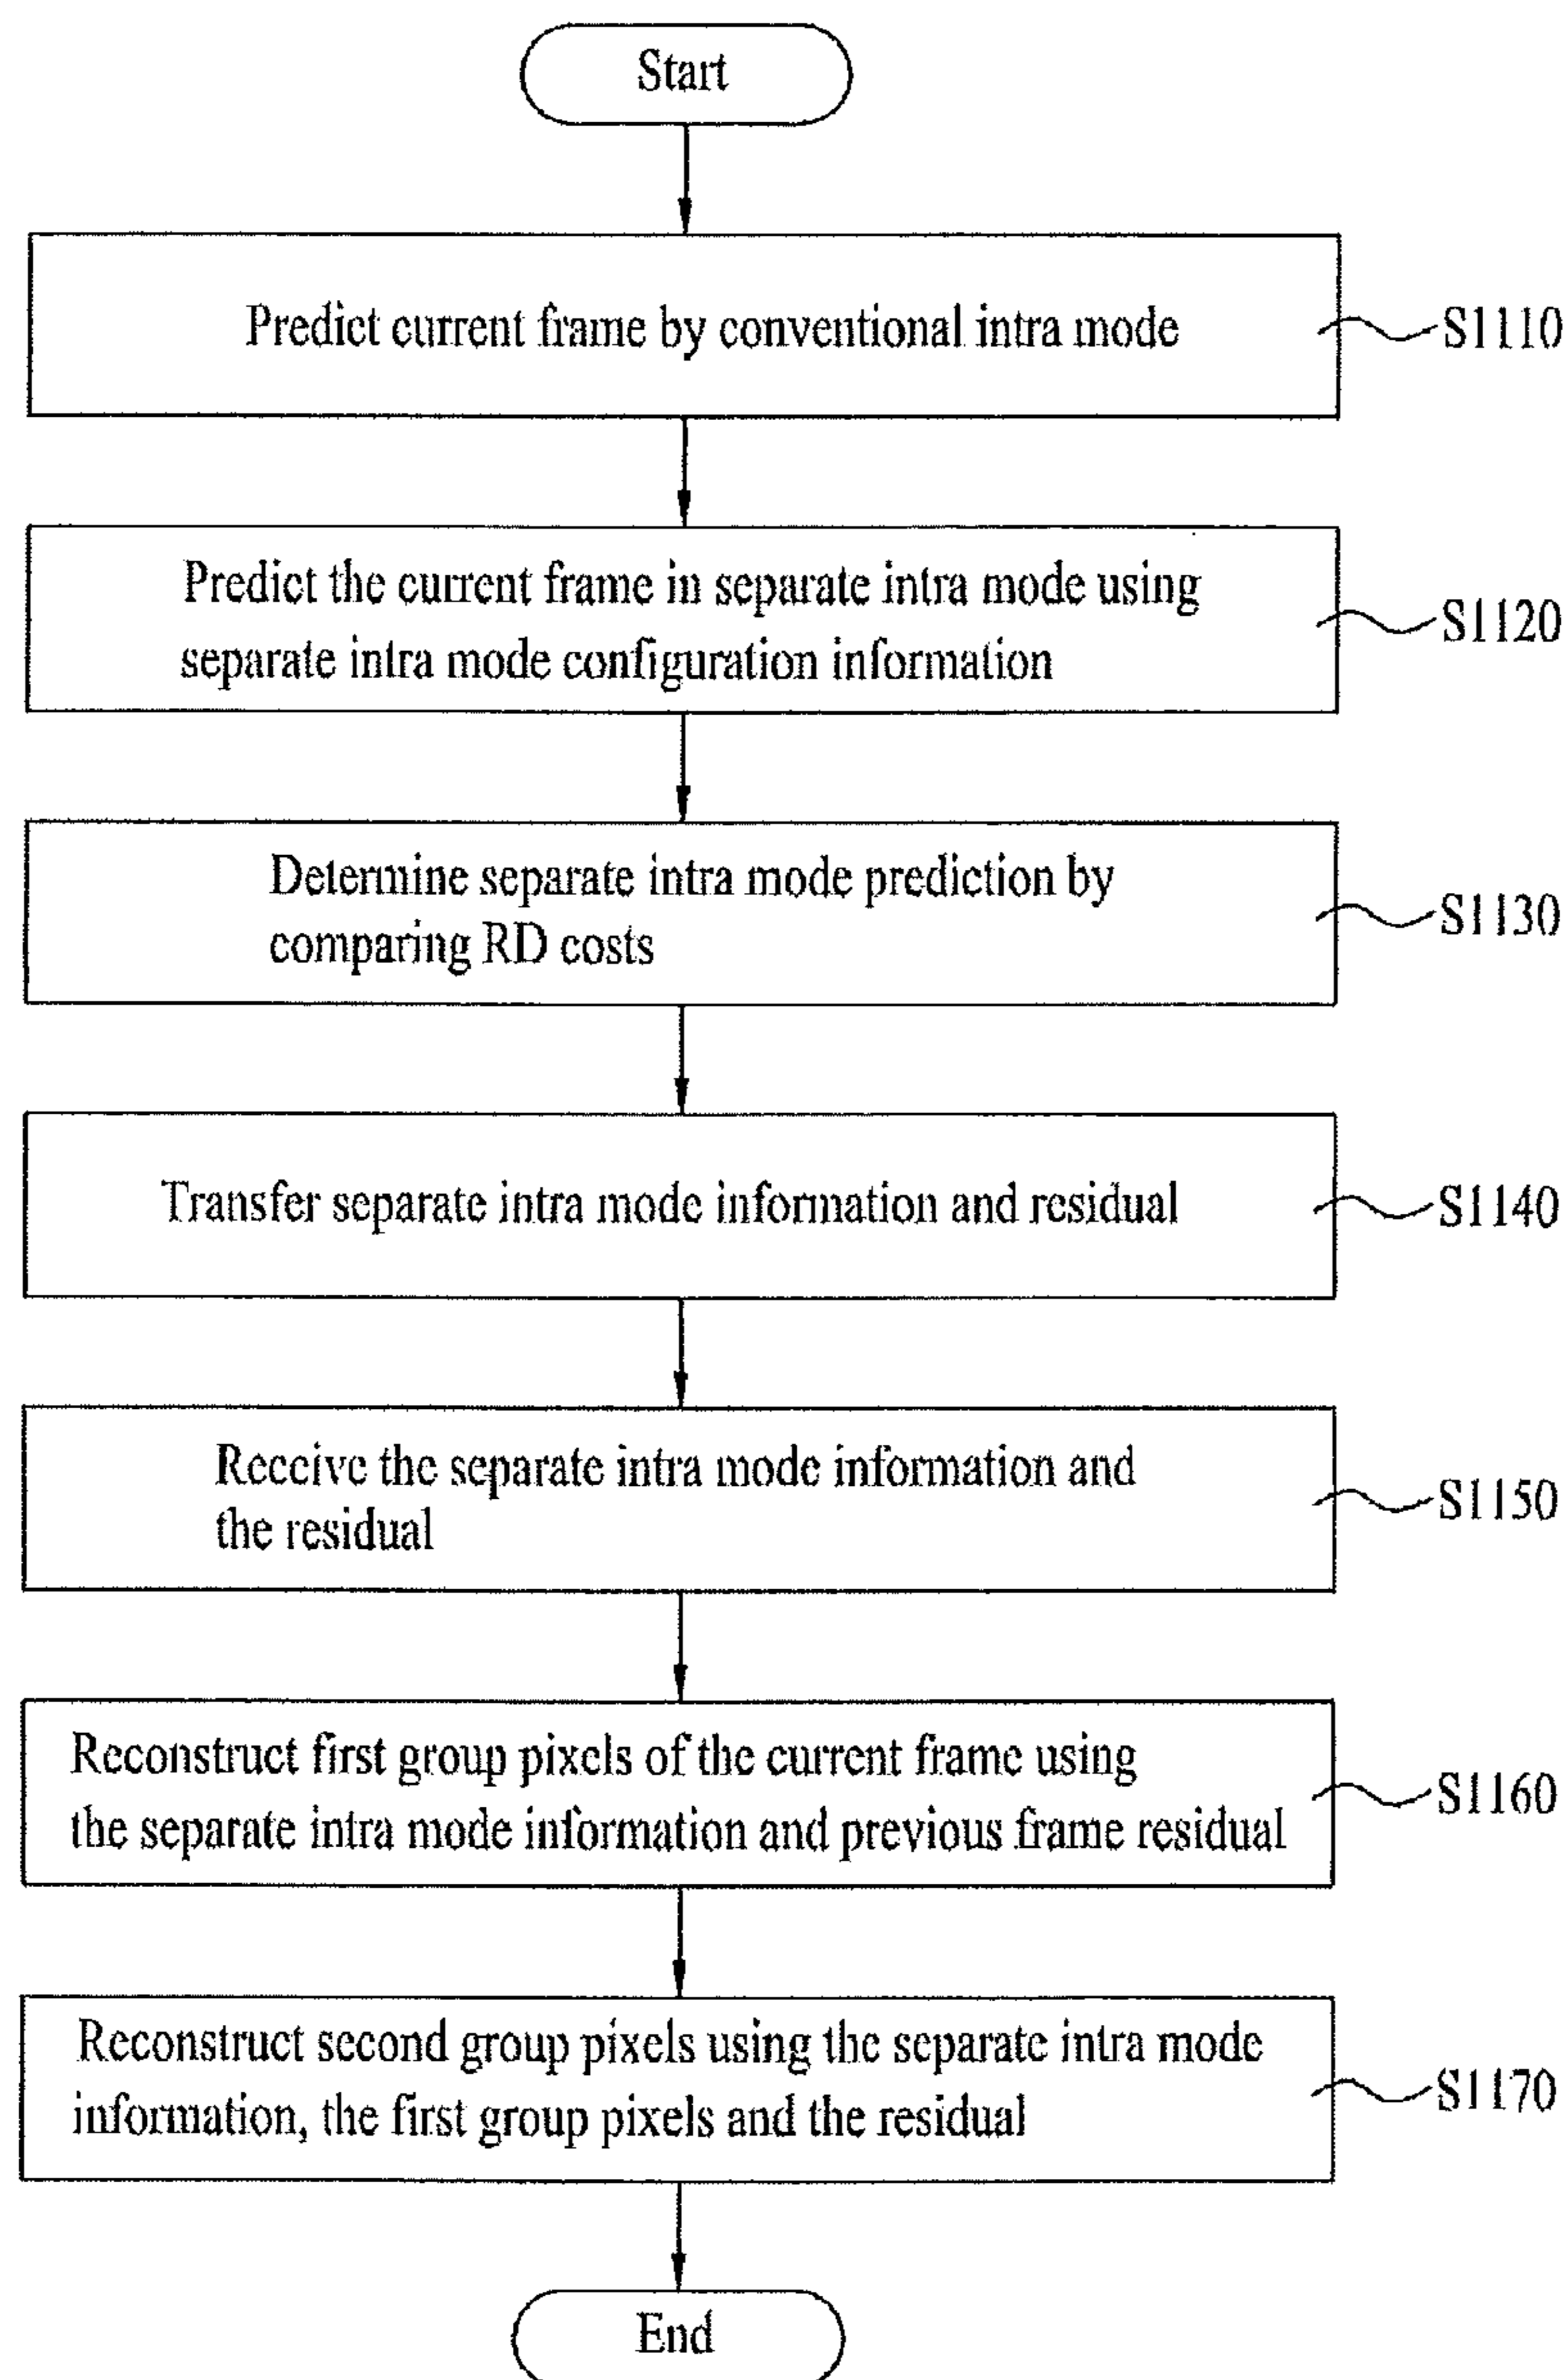 Start
Predict current frame by conventional intra mode
S1110
Predict the current frame in separate intra mode using
separate intra mode configuration information
S1120
Determine separate intra mode prediction by
comparing RD costs
S1130
Transfer separate intra mode information and residual
S1140
Receive the separate intra mode information and
the residual
S1150
Reconstruct first group pixels of the current frame using
the separate intra mode information and previous frame residual
S1160
Reconstruct second group pixels using the separate intra mode
information, the first group pixels and the residual
S1170
End